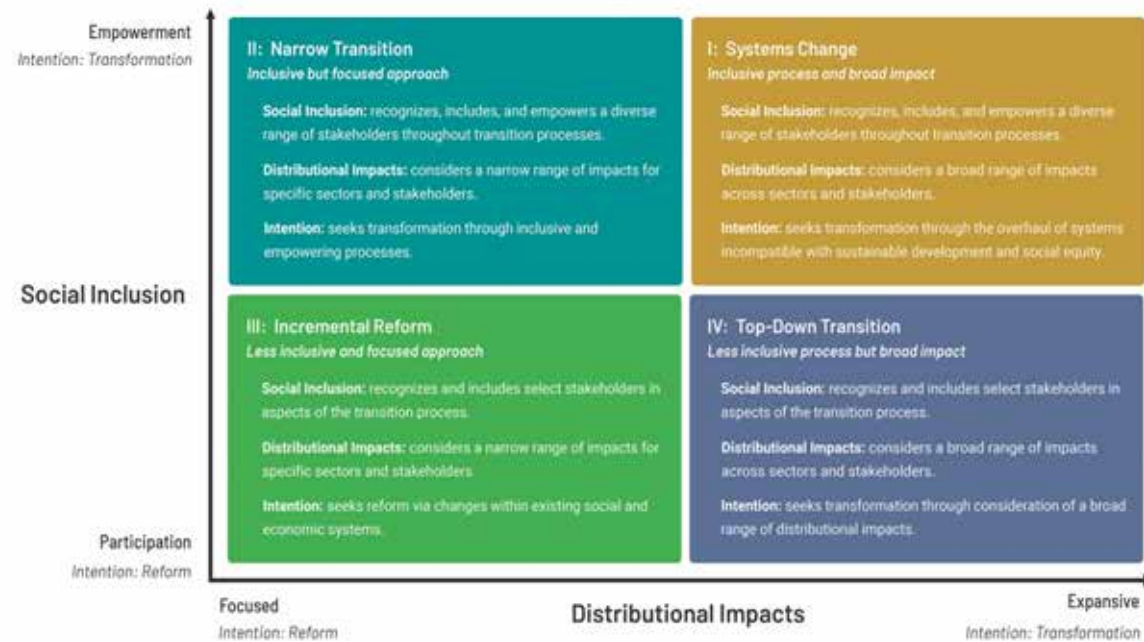 Empowerment
Intention: Transformation
II: Narrow Transition
Inclusive but focused approach
Social Inclusion: recognizes, includes, and empowers a diverse
range of stakeholders throughout transition processes.
Distributional Impacts: considers a narrow range of impacts for
specific sectors and stakeholders.
Intention: seeks transformation through inclusive and
empowering processes.
I: Systems Change
Inclusive process and broad impact
Social Inclusion: recognizes, includes, and empowers a diverse
range of stakeholders throughout transition processes.
Distributional Impacts: considers a broad range of impacts
across sectors and stakeholders.
Intention: seeks transformation through the overhaul of systems
incompatible with sustainable development and social equity.
Social Inclusion
III: Incremental Reform
Less inclusive and focused approach
Social Inclusion: recognizes and includes select stakeholders in
aspects of the transition process.
Distributional Impacts: considers a narrow range of impacts for
specific sectors and stakeholders
Intention: seeks reform via changes within existing social and
economic systems.
IV: Top-Down Transition
Less inclusive process but broad impact
Social Inclusion: recognizes and includes select stakeholders in
aspects of the transition process.
Distributional Impacts: considers a broad range of impacts
across sectors and stakeholders.
Intention: seeks transformation through consideration of a broad
range of distributional impacts.
Participation
Intention: Reform
Focused
Intention: Reform
Distributional Impacts
Expansive
Intention: Transformation